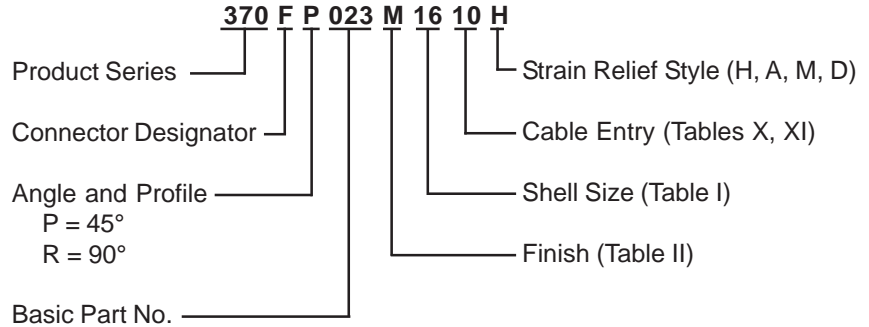 370 F P 023 M 16 10 H
Product Series
Connector Designator
Angle and Profile
P = 45°
R = 90°
Basic Part No.
Strain Relief Style (H, A, M, D)
Cable Entry (Tables X, XI)
Shell Size (Table I)
Finish (Table II)